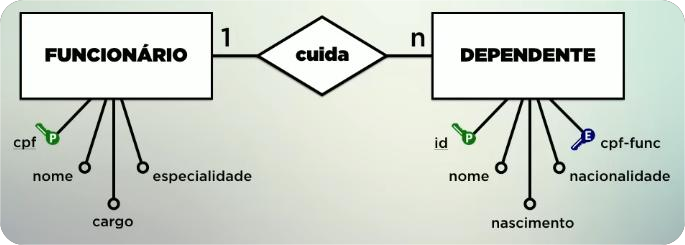 FUNCIONÁRIO
1
cuida
n
DEPENDENTE
cpf
P
nome
cargo
especialidade
id
P
nome
nascimento
nacionalidade
E
cpf-func